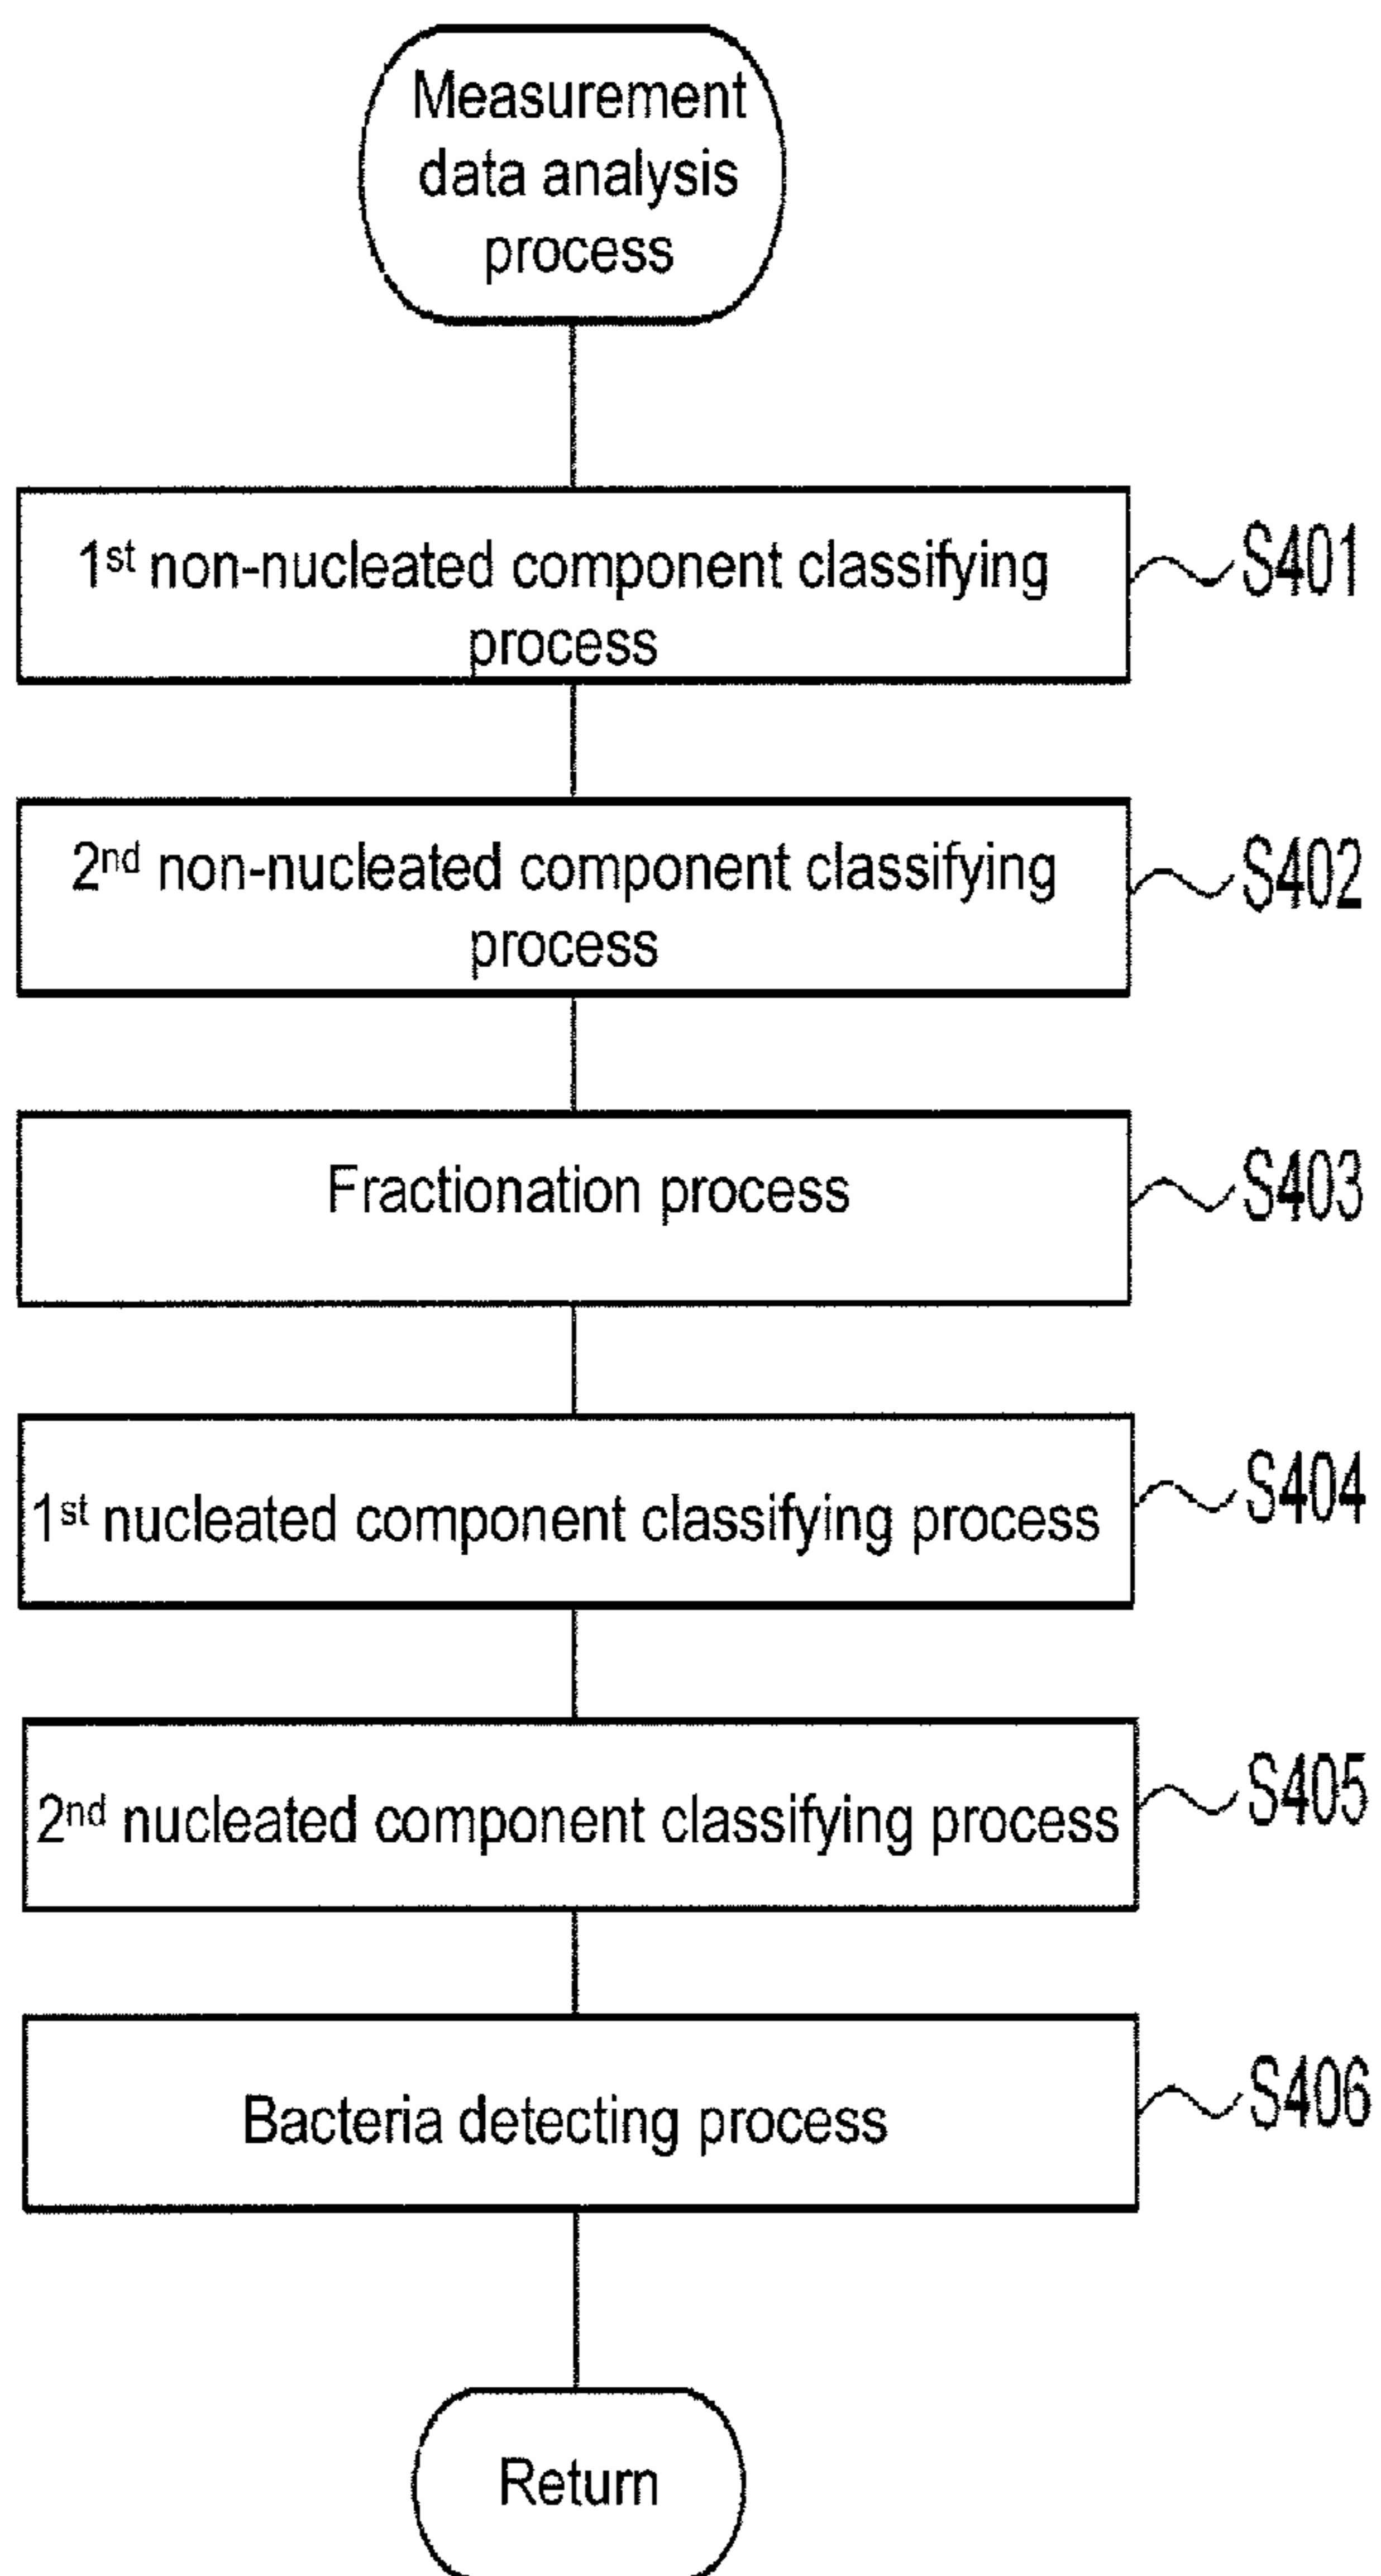 Measurement
data analysis
process
1st non-nucleated component classifying
process
S401
2nd non-nucleated component classifying
process
S402
Fractionation process
S403
1st nucleated component classifying process
S404
2nd nucleated component classifying process
S405
Bacteria detecting process
S406
Return